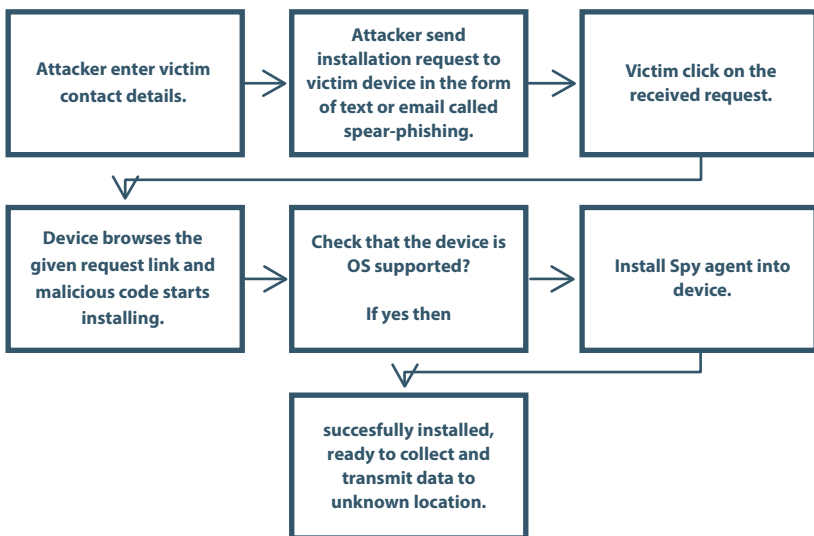 Attacker enter victim
contact details.
Attacker send
installation request to
victim device in the form
of text or email called
spear-phishing.
Victim click on the
received request.
Device browses the
given request link and
malicious code starts
installing.
Check that the device is
OS supported?
If yes then
Install Spy agent into
device.
succesfully installed,
ready to collect and
transmit data to
unknown location.